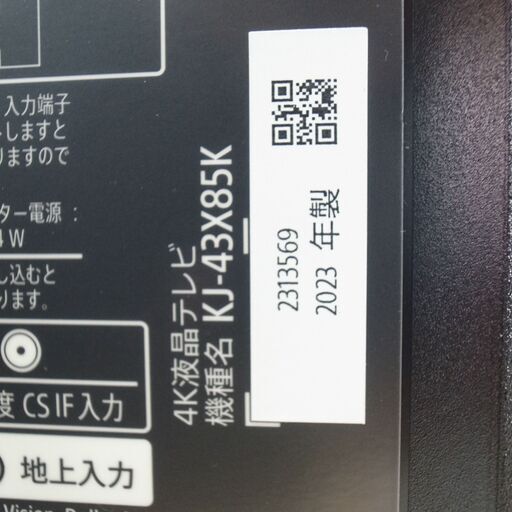 入力端子
しますと
りますので
ター電源：
4W
し込むと
ります。
4K液晶テレビ
機種名 KJ-43X85K
2313569
2023 年製
度 CS IF 入力
地上入力